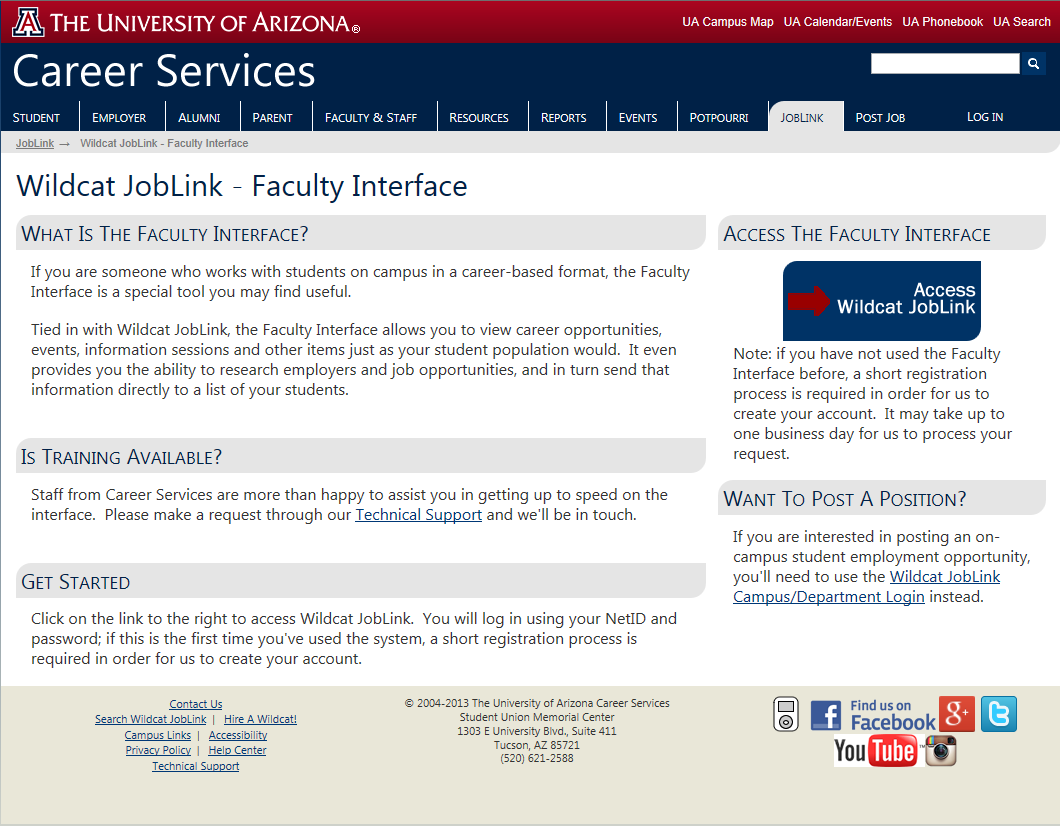 THE UNIVERSITY OF ARIZONA®
UA Campus Map UA Calendar/Events UA Phonebook UA Search
Career Services
STUDENT EMPLOYER ALUMNI PARENT FACULTY & STAFF RESOURCES REPORTS EVENTS POTPOURRI JOBLINK POST JOB LOG IN
JobLink → Wildcat JobLink - Faculty Interface
Wildcat JobLink - Faculty Interface
WHAT IS THE FACULTY INTERFACE?
If you are someone who works with students on campus in a career-based format, the Faculty
Interface is a special tool you may find useful.
Tied in with Wildcat JobLink, the Faculty Interface allows you to view career opportunities,
events, information sessions and other items just as your student population would. It even
provides you the ability to research employers and job opportunities, and in turn send that
information directly to a list of your students.
IS TRAINING AVAILABLE?
Staff from Career Services are more than happy to assist you in getting up to speed on the
interface. Please make a request through our Technical Support and we'll be in touch.
GET STARTED
Click on the link to the right to access Wildcat JobLink. You will log in using your NetID and
password; if this is the first time you've used the system, a short registration process is
required in order for us to create your account.
ACCESS THE FACULTY INTERFACE
Access
Wildcat JobLink
Note: if you have not used the Faculty
Interface before, a short registration
process is required in order for us to
create your account. It may take up to
one business day for us to process your
request.
WANT TO POST A POSITION?
If you are interested in posting an on-
campus student employment opportunity,
you'll need to use the Wildcat JobLink
Campus/Department Login instead.
Contact Us
Search Wildcat JobLink | Hire A Wildcat!
Campus Links | Accessibility
Privacy Policy | Help Center
Technical Support
© 2004-2013 The University of Arizona Career Services
Student Union Memorial Center
1303 E University Blvd., Suite 411
Tucson, AZ 85721
(520) 621-2588
f Find us on
Facebook
g+
YouTube™